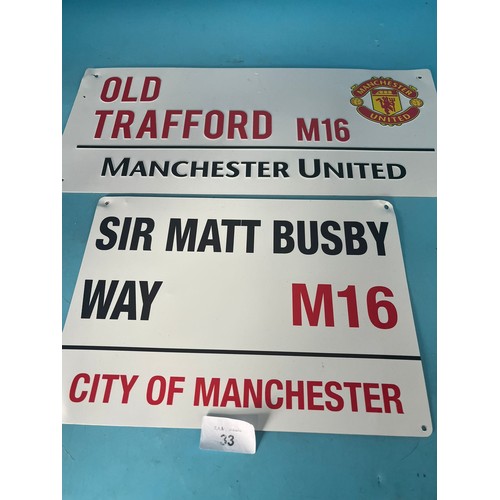 OLD
TRAFFORD M16
MANCHESTER
UNITED
MANCHESTER UNITED
SIR MATT BUSBY
WAY M16
CITY OF MANCHESTER
33